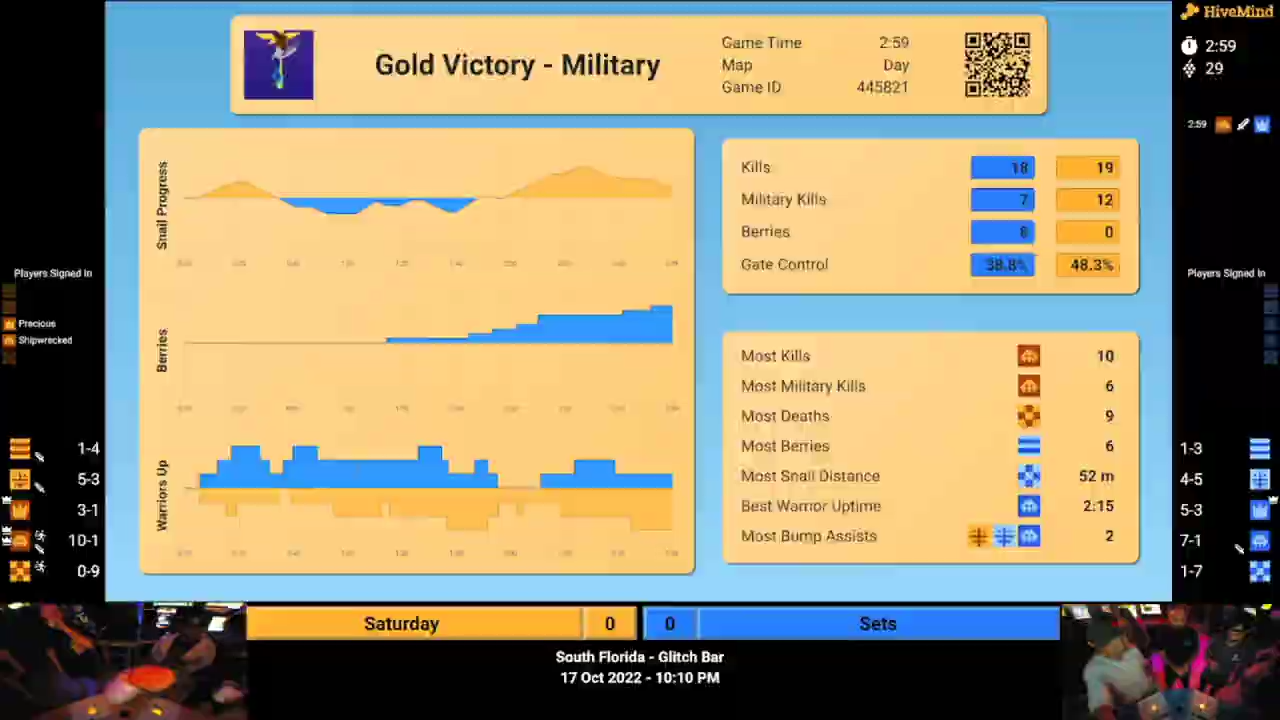 HiveMind
2:59
29
2:59
Gold Victory - Military
Game Time 2:59
Map Day
Game ID 445821
Snail Progress
Berries
Warriors Up
Kills 18 19
Military Kills 7 12
Berries 8 0
Gate Control 38.8% 48.3%
Most Kills 10
Most Military Kills 6
Most Deaths 9
Most Berries 6
Most Snail Distance 52 m
Best Warrior Uptime 2:15
Most Bump Assists 2
Players Signed In
Precious
Shipwrecked
1-4
5-3
3-1
10-1
0-9
Players Signed In
1-3
4-5
5-3
7-1
1-7
Saturday 0 0 Sets
South Florida - Glitch Bar
17 Oct 2022 - 10:10 PM